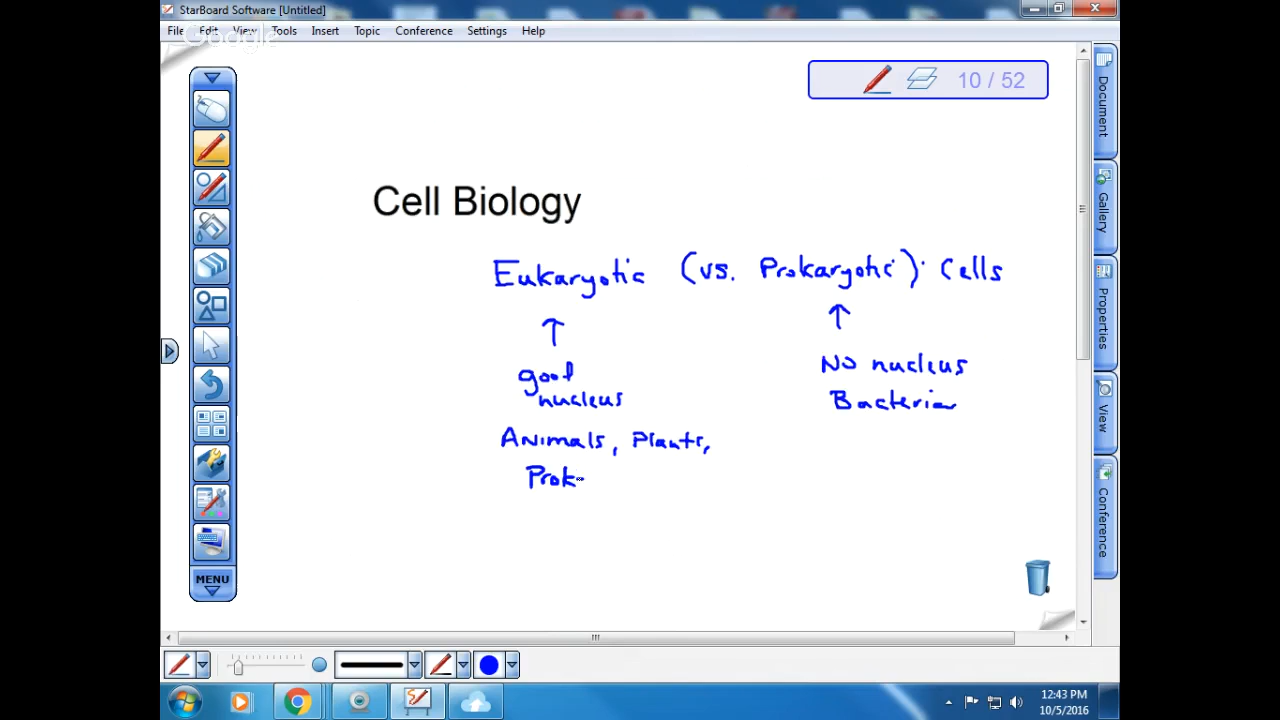 StarBoard Software [Untitled]
File Edit View Tools Insert Topic Conference Settings Help
Google
10 / 52
Document
Gallery
Properties
View
Conference
Cell Biology
Eukaryotic (vs. Prokaryotic) Cells
good
nucleus
No nucleus
Bacteria
Animals, Plants,
Prok
MENU
12:43 PM
10/5/2016